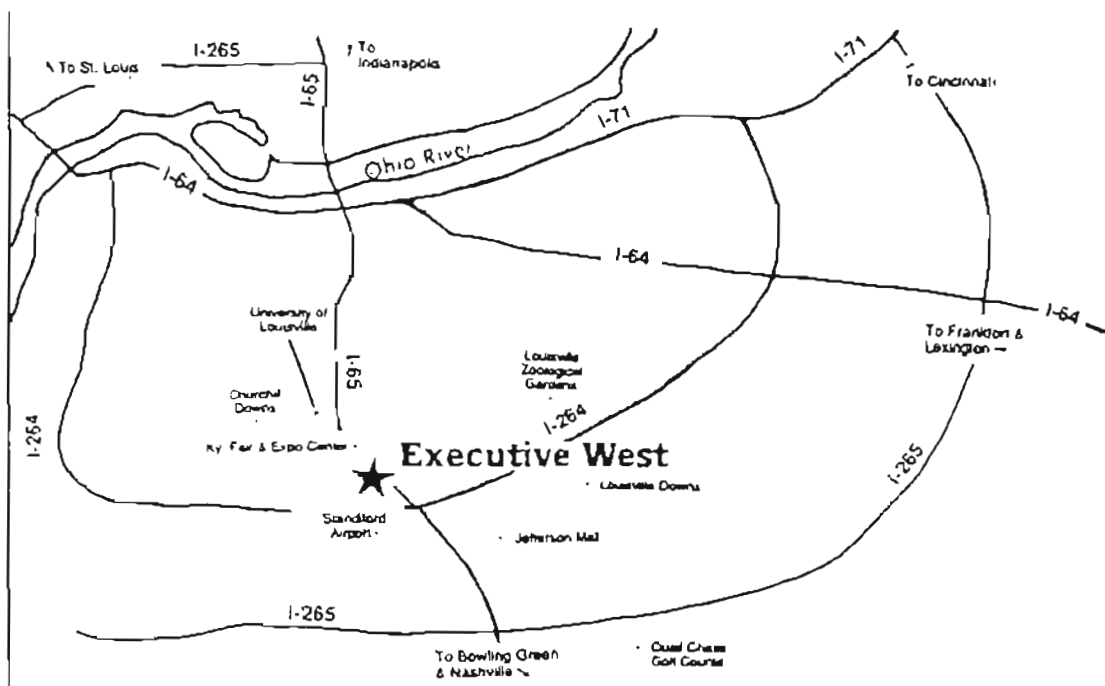 I-265
To
Indianapolis
To St. Louis
I-65
I-71
To Cincinnati
I-71
Ohio River
I-64
I-64
I-64
University of
Louisville
To Frankfort &
Lexington
I-65
Louisville
Zoological
Gardens
Churchill
Downs
I-264
I-264
Ky. Fair & Expo Center
Executive West
I-265
Louisville Downs
Standiford
Airport
Jefferson Mall
I-265
To Bowling Green
& Nashville
Quail Chase
Golf Course